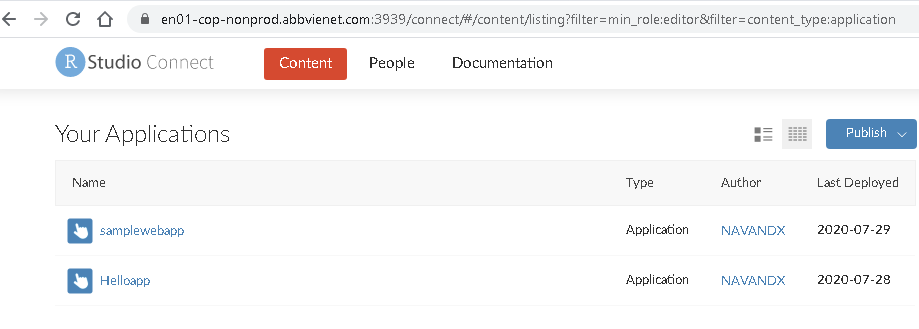 en01-cop-nonprod.abbvienet.com:3939/connect/#/content/listing?filter=min_role:editor&filter=content_type:application
R Studio Connect Content People Documentation
Your Applications Publish
Name Type Author Last Deployed
samplewebapp Application NAVANDX 2020-07-29
Helloapp Application NAVANDX 2020-07-28